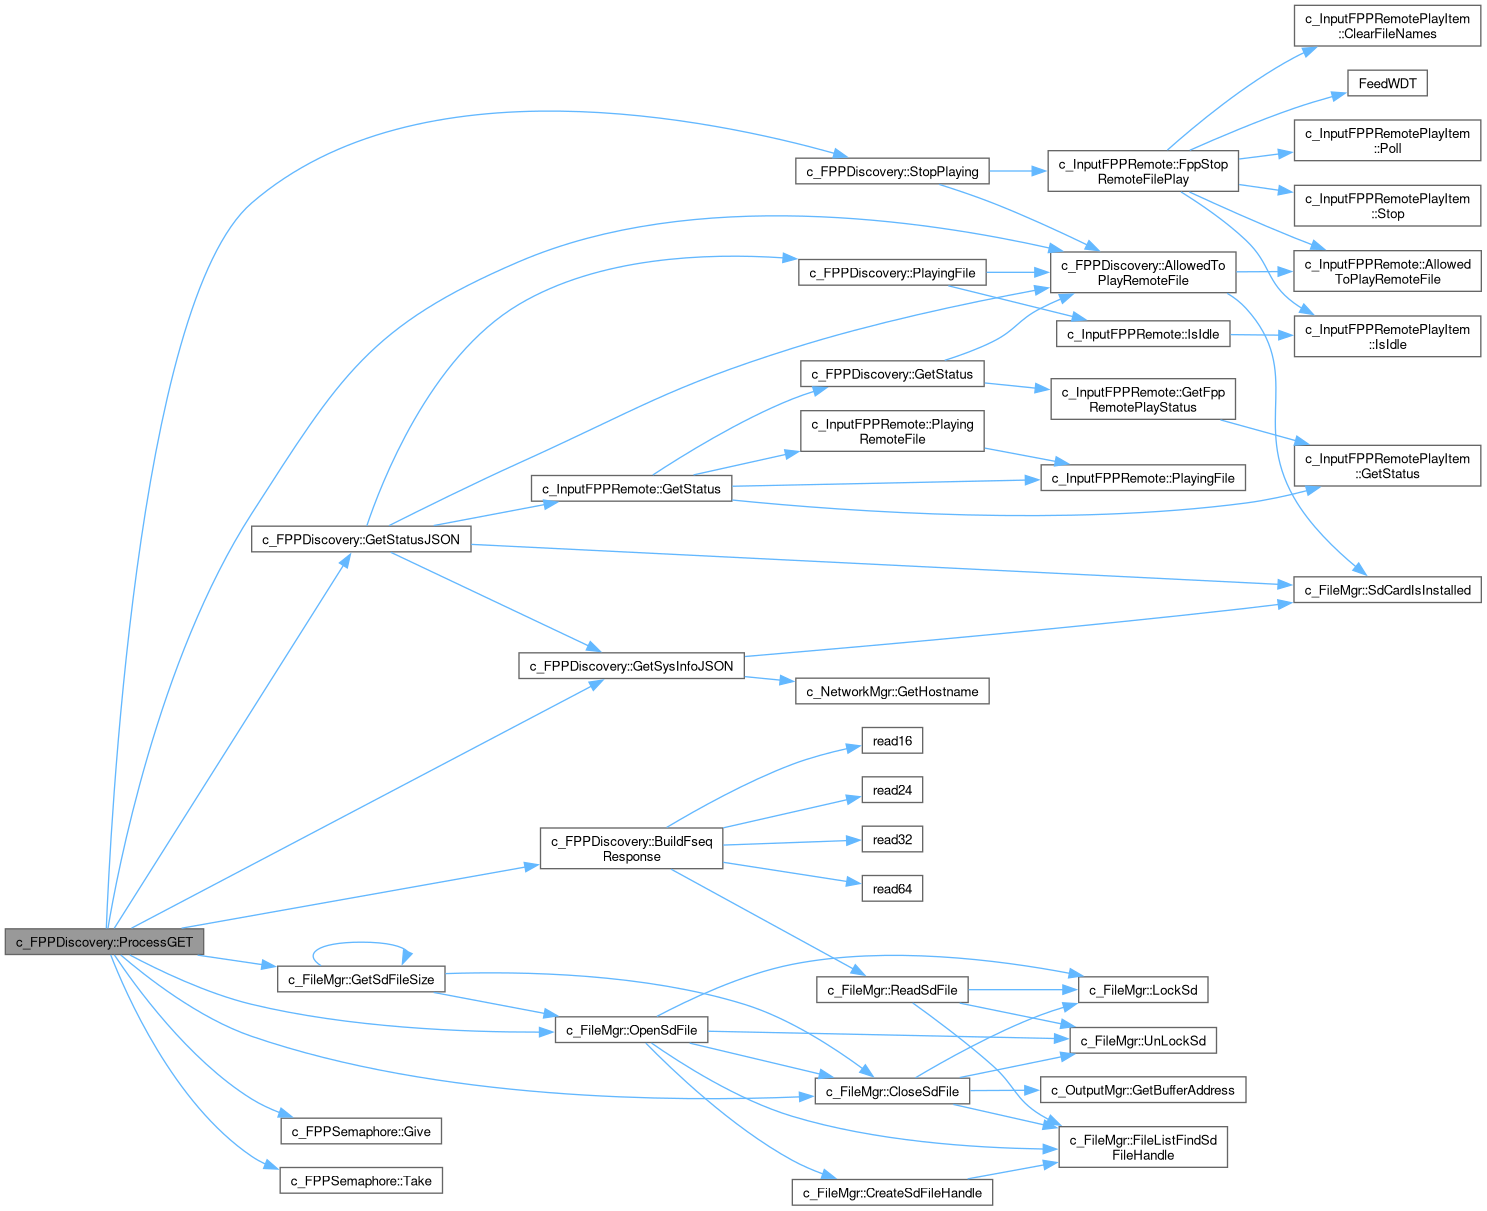 c_InputFPPRemotePlayItem
::ClearFileNames
FeedWDT
c_InputFPPRemotePlayItem
::Poll
c_FPPDiscovery::StopPlaying
c_InputFPPRemote::FppStop
RemoteFilePlay
c_InputFPPRemotePlayItem
::Stop
c_FPPDiscovery::PlayingFile
c_FPPDiscovery::AllowedTo
PlayRemoteFile
c_InputFPPRemote::Allowed
ToPlayRemoteFile
c_InputFPPRemote::IsIdle
c_InputFPPRemotePlayItem
::IsIdle
c_FPPDiscovery::GetStatus
c_InputFPPRemote::GetFpp
RemotePlayStatus
c_InputFPPRemote::Playing
RemoteFile
c_InputFPPRemotePlayItem
::GetStatus
c_InputFPPRemote::GetStatus
c_InputFPPRemote::PlayingFile
c_FPPDiscovery::GetStatusJSON
c_FileMgr::SdCardIsInstalled
c_FPPDiscovery::GetSysInfoJSON
c_NetworkMgr::GetHostname
read16
read24
c_FPPDiscovery::BuildFseq
Response
read32
read64
c_FPPDiscovery::ProcessGET
c_FileMgr::GetSdFileSize
c_FileMgr::ReadSdFile
c_FileMgr::LockSd
c_FileMgr::OpenSdFile
c_FileMgr::UnLockSd
c_FileMgr::CloseSdFile
c_OutputMgr::GetBufferAddress
c_FPPSemaphore::Give
c_FileMgr::FileListFindSd
FileHandle
c_FPPSemaphore::Take
c_FileMgr::CreateSdFileHandle